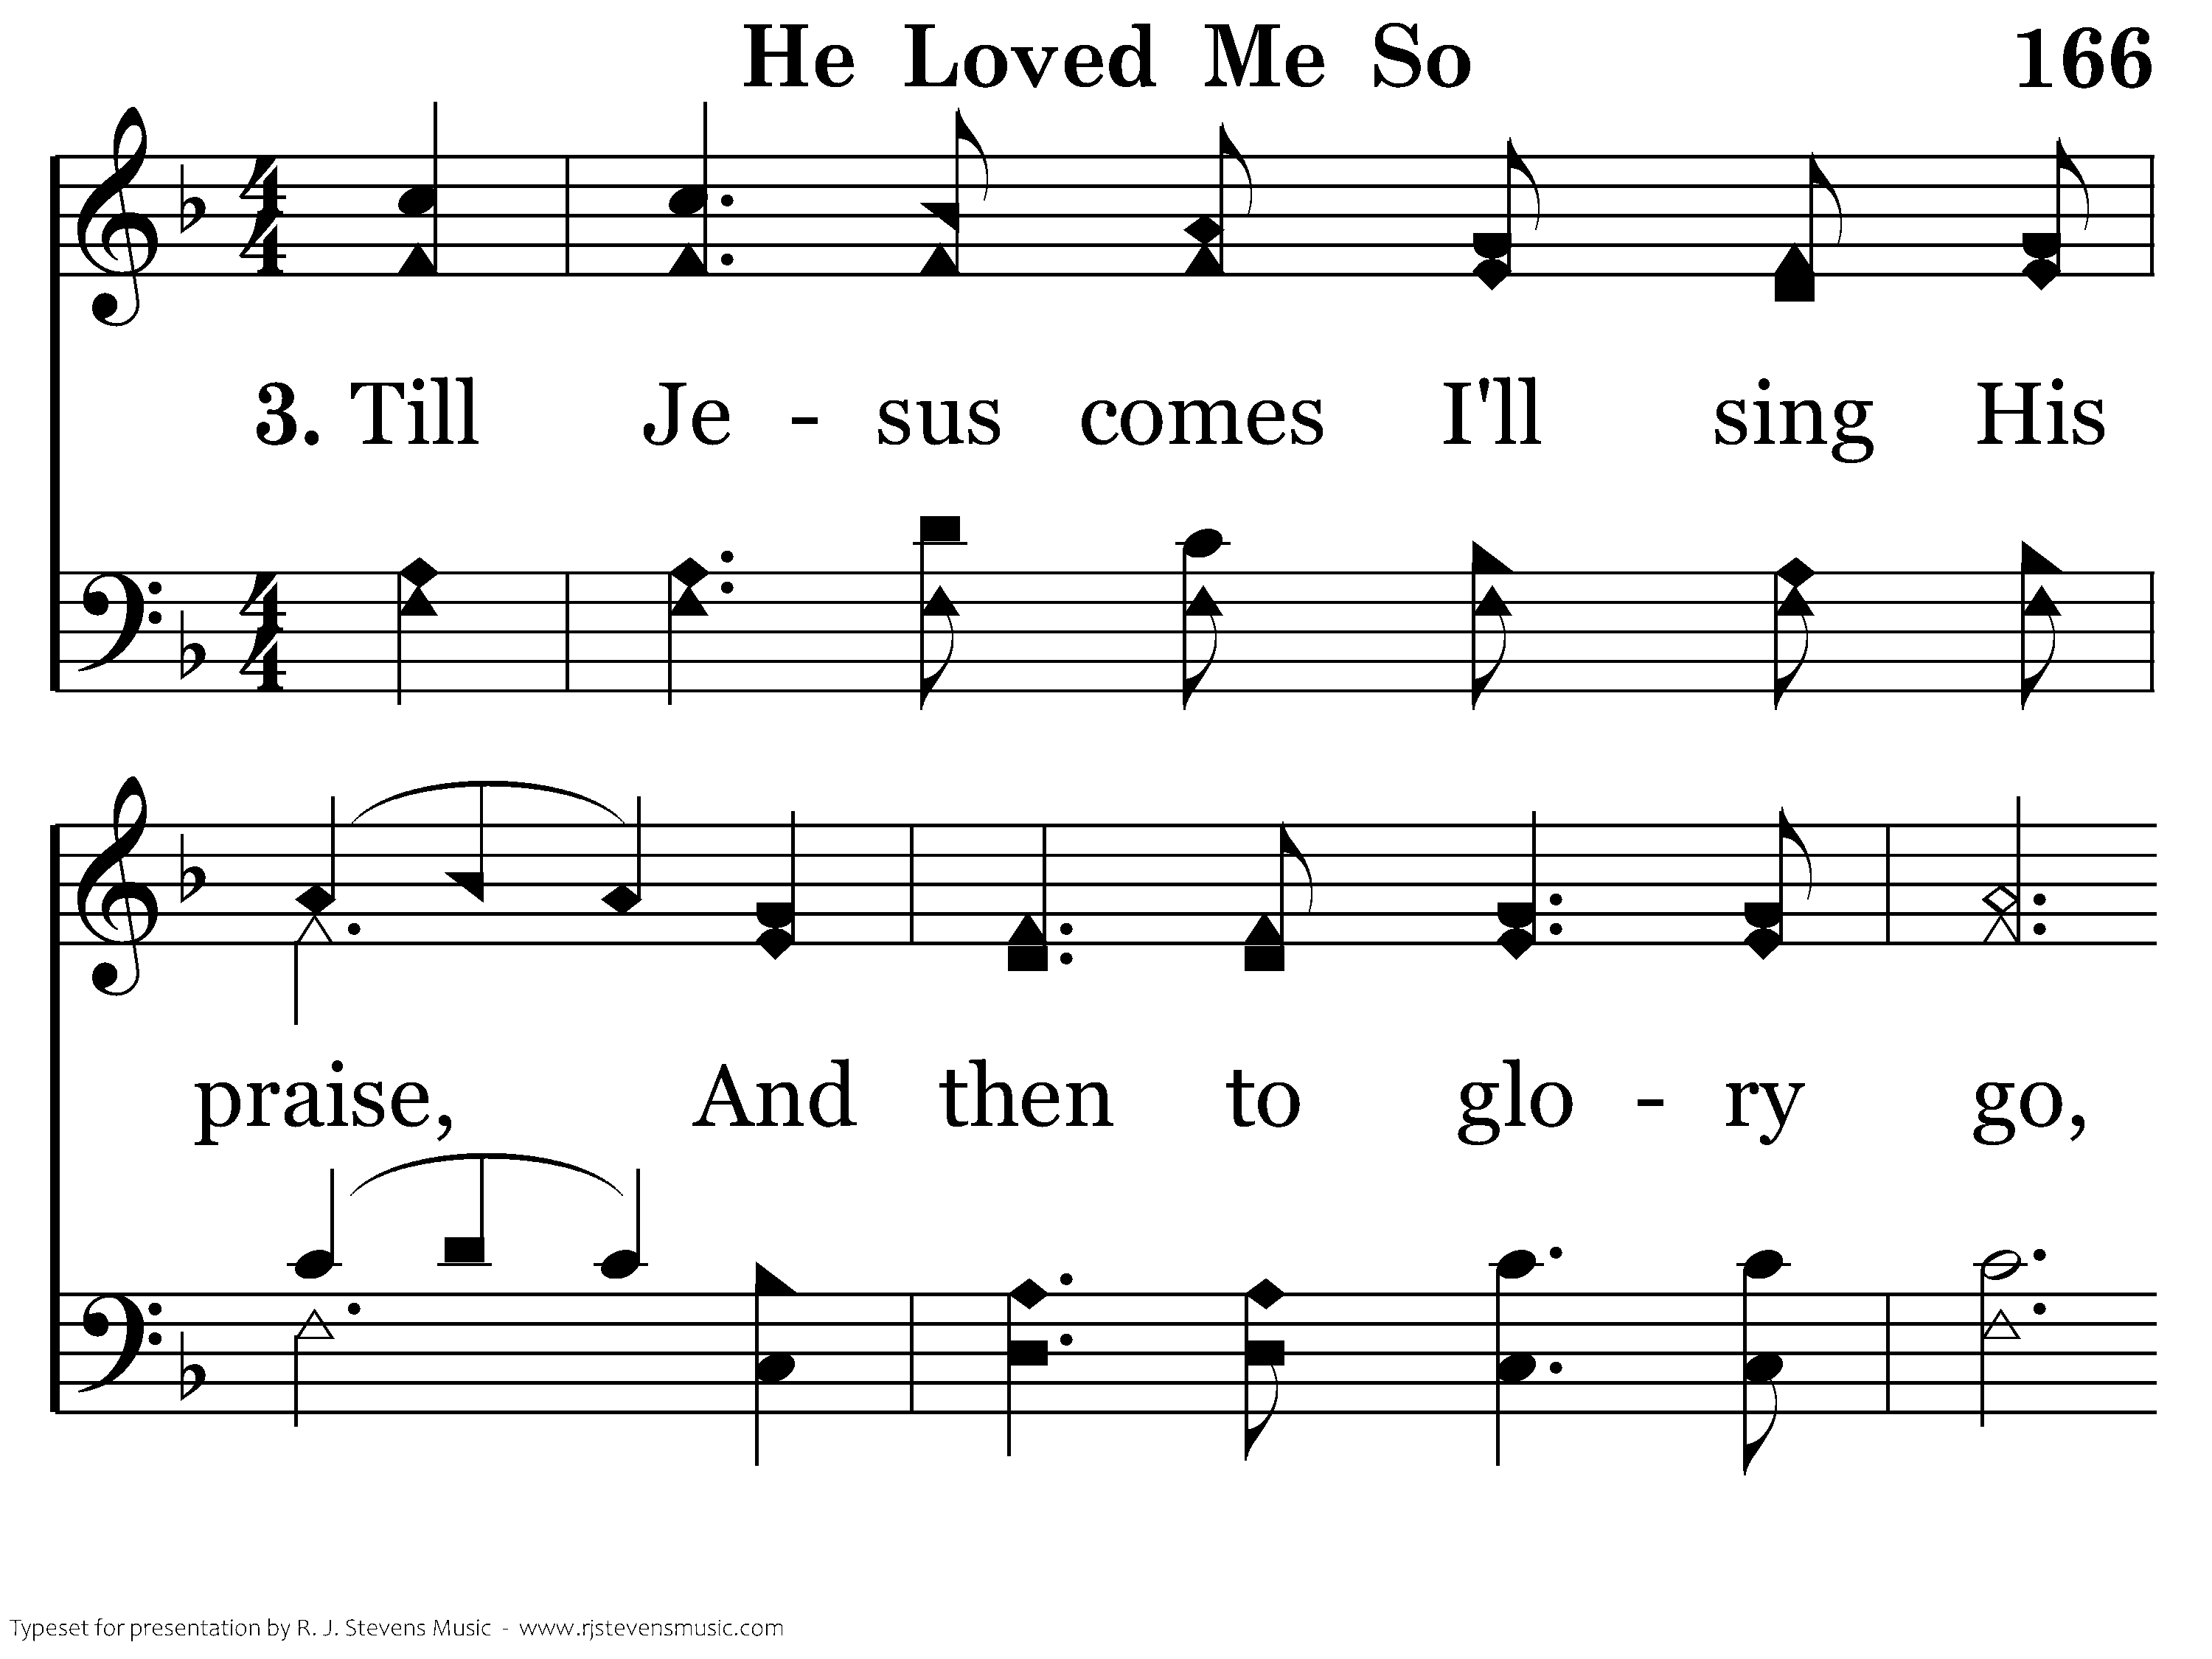 He Loved Me So 166
3. Till Je - sus comes I'll sing His
praise, And then to glo - ry go,
Typeset for presentation by R. J. Stevens Music - www.rjstevensmusic.com